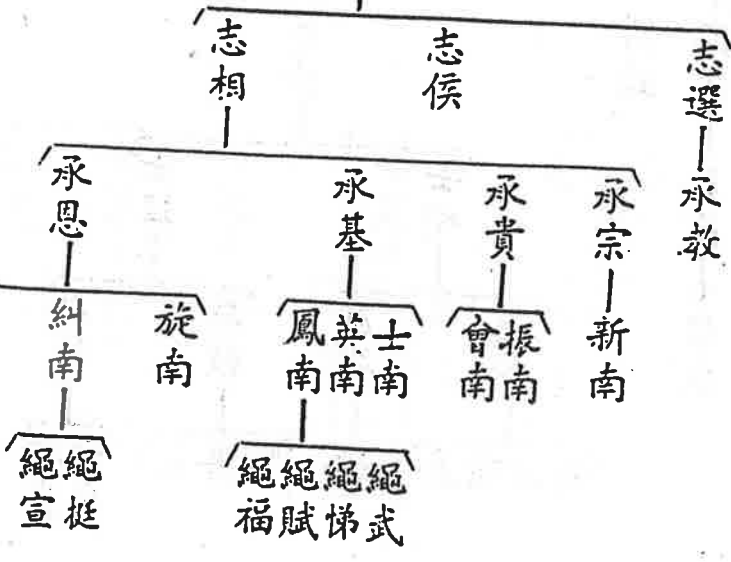 志選
志侯
志相
承教
承宗
承貴
承基
承恩
新南
振南
會南
士南
英南
鳳南
旋南
糾南
繩武
繩悌
繩賦
繩福
繩挺
繩宣